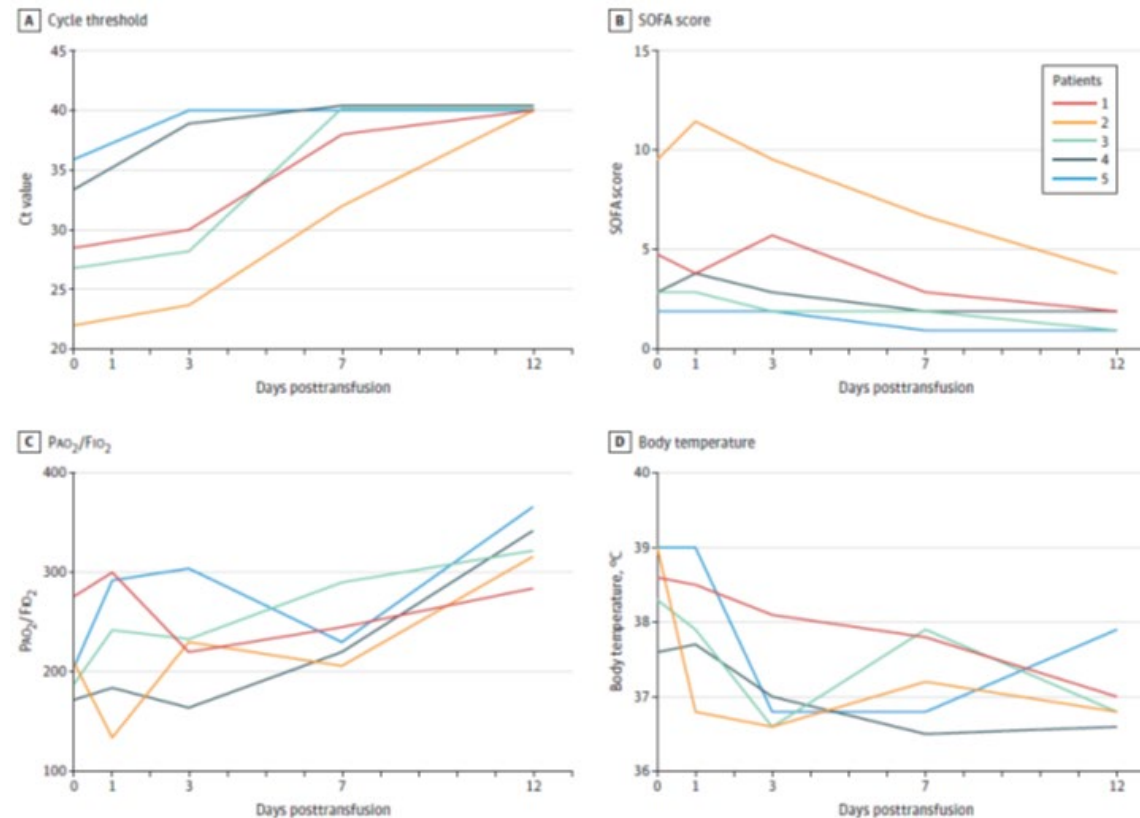 A Cycle threshold
45
40
35
30
25
20
Ct value
0 1 3 7 12
Days posttransfusion
B SOFA score
15
10
5
0
SOFA score
Patients
1
2
3
4
5
0 1 3 7 12
Days posttransfusion
C PAO2/FIO2
400
300
200
100
PAO2/FIO2
0 1 3 7 12
Days posttransfusion
D Body temperature
40
39
38
37
36
Body temperature, ºC
0 1 3 7 12
Days posttransfusion